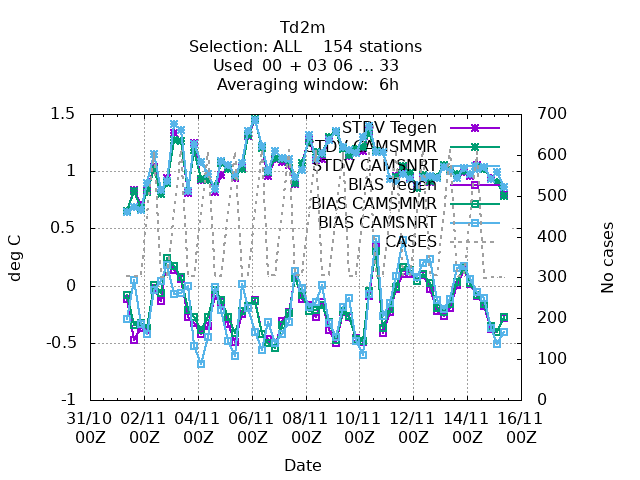 Td2m
Selection: ALL    154 stations
Used  00 + 03 06 ... 33
Averaging window:  6h
1.5
1
0.5
0
-0.5
-1
deg C
700
600
500
400
300
200
100
0
No cases
STDV Tegen
STDV CAMSMMR
STDV CAMSNRT
BIAS Tegen
BIAS CAMSMMR
BIAS CAMSNRT
CASES
31/10 02/11 04/11 06/11 08/11 10/11 12/11 14/11 16/11
00Z 00Z 00Z 00Z 00Z 00Z 00Z 00Z 00Z
Date